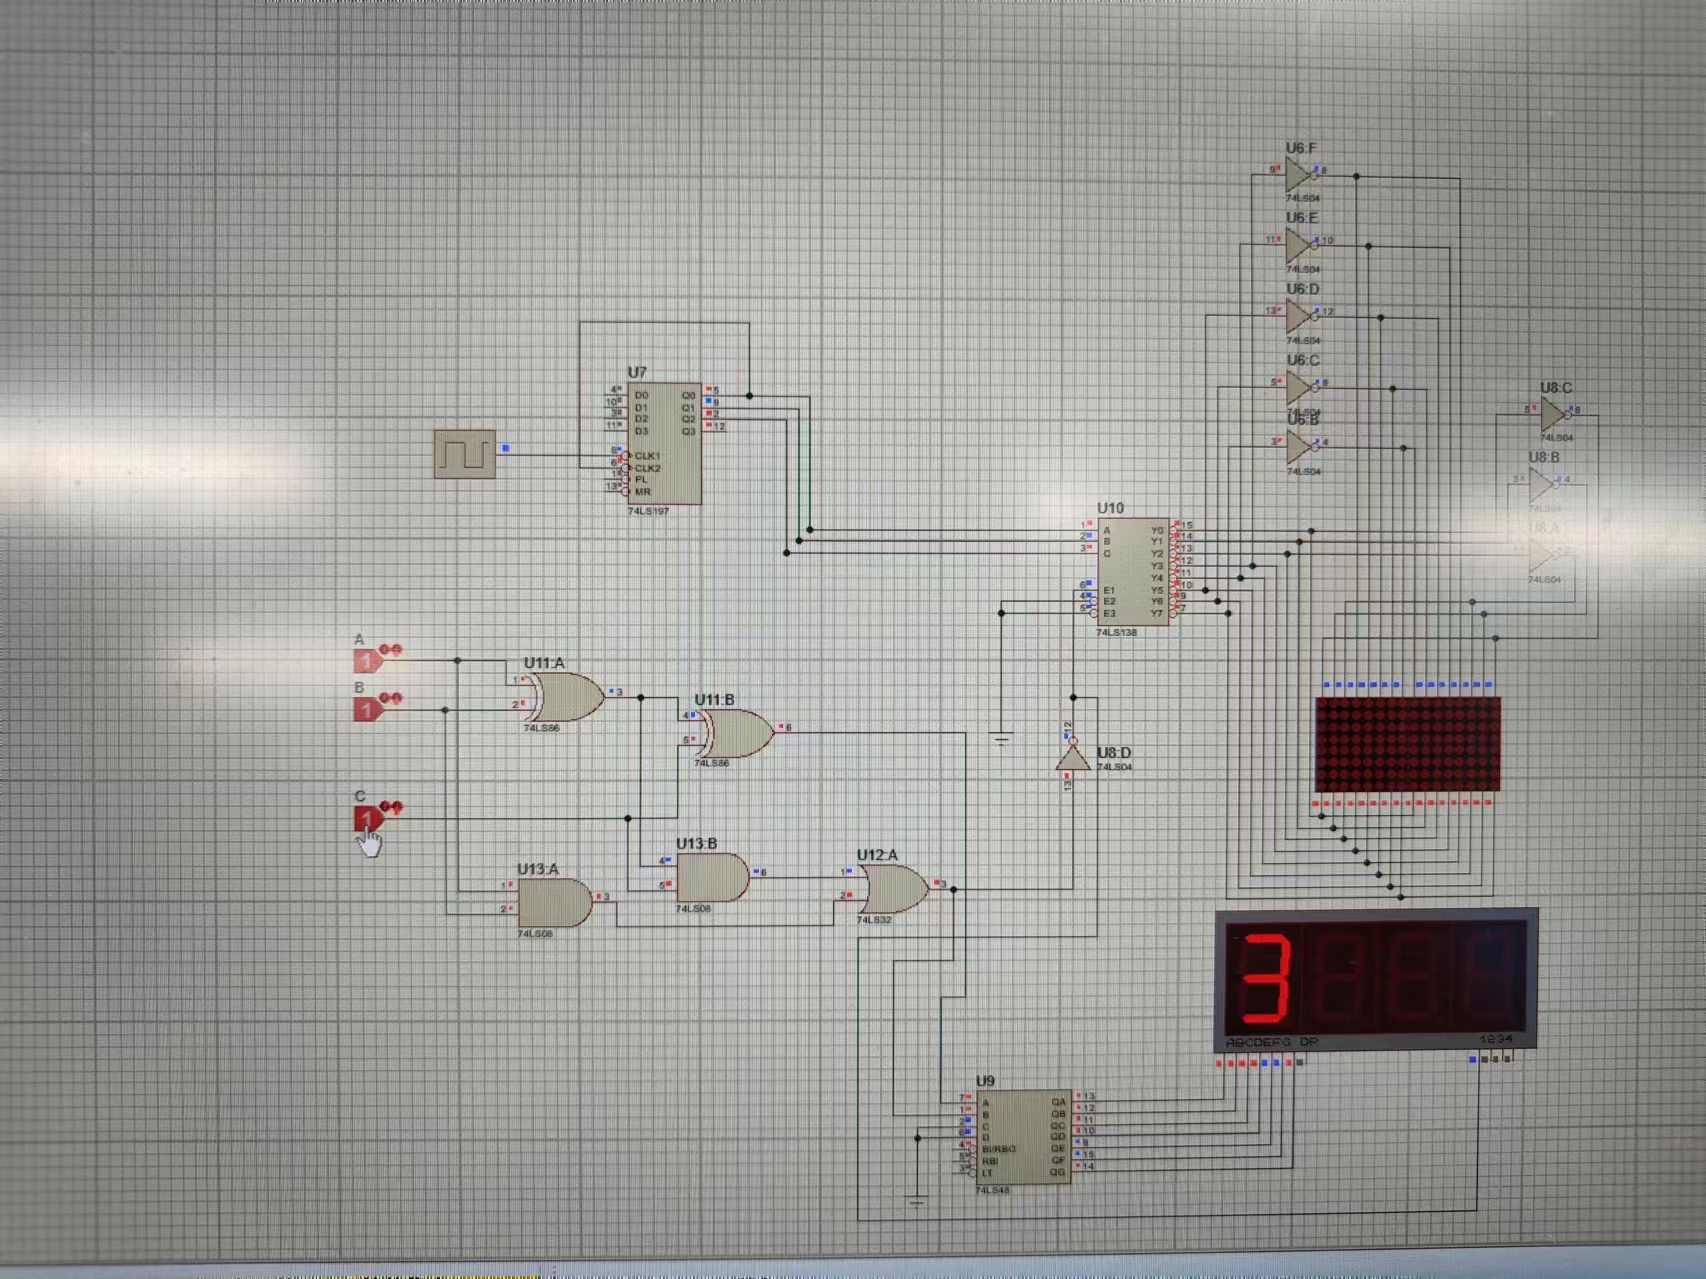 U6:F
9
8
74LS04
U6:E
11
10
74LS04
U6:D
13
12
74LS04
U6:C
5
6
74LS04
U6:B
3
4
74LS04
U8:C
5
6
74LS04
U8:B
3
4
74LS04
74LS04
U7
4
D0
Q0
5
10
D1
Q1
9
3
D2
Q2
2
11
D3
Q3
12
8
CLK1
6
CLK2
1
PL
13
MR
74LS197
U10
1
A
Y0
15
2
B
Y1
14
3
C
Y2
13
Y3
12
Y4
11
6
E1
Y5
10
4
E2
Y6
9
5
E3
Y7
7
74LS138
A
1
B
1
C
1
U11:A
1
2
3
74LS86
U11:B
4
5
6
74LS86
12
U8:D
74LS04
13
U13:B
4
5
6
74LS08
U13:A
1
2
3
74LS08
U12:A
1
2
3
74LS32
3
ABCDEFG DP
1234
U9
7
A
QA
13
1
B
QB
12
2
C
QC
11
6
D
QD
10
4
BI/RBO
QE
9
5
RBI
QF
15
3
LT
QG
14
74LS48